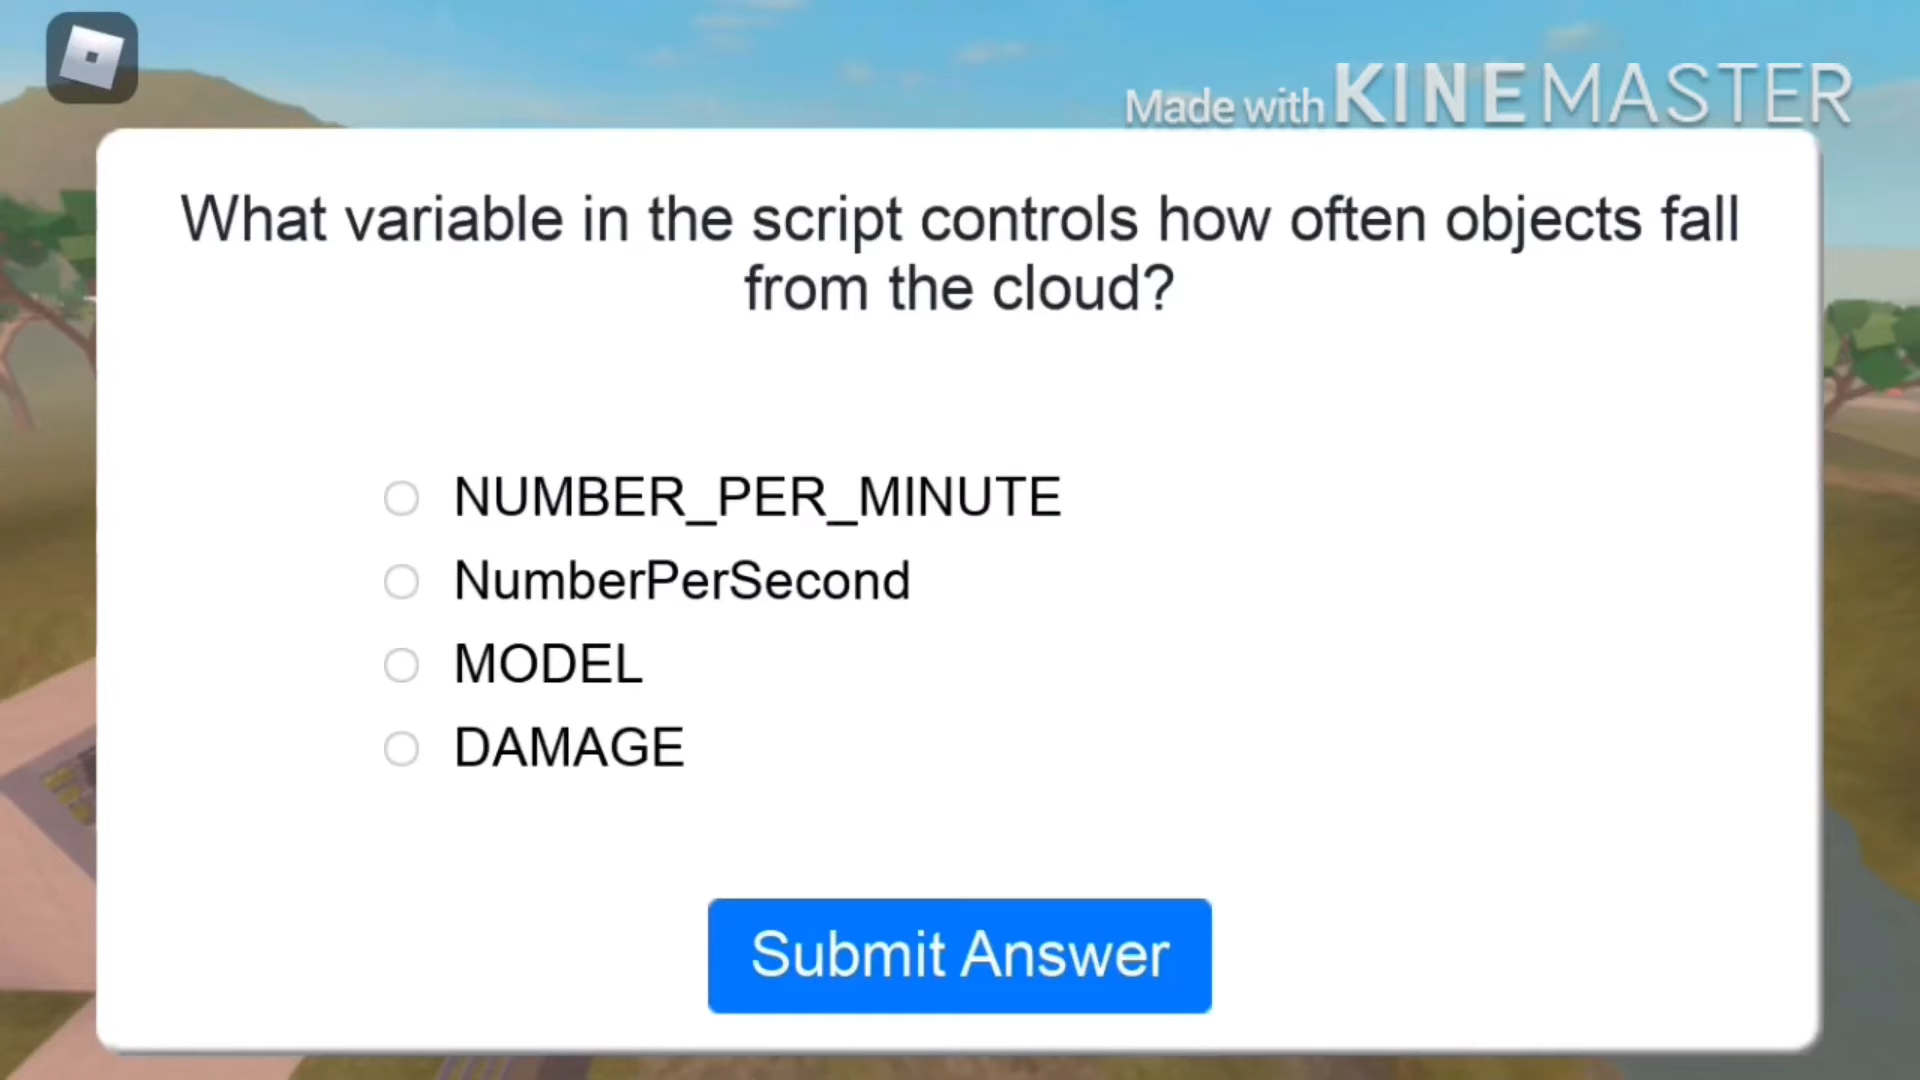 Made with KINEMASTER
What variable in the script controls how often objects fall
from the cloud?
NUMBER_PER_MINUTE
NumberPerSecond
MODEL
DAMAGE
Submit Answer